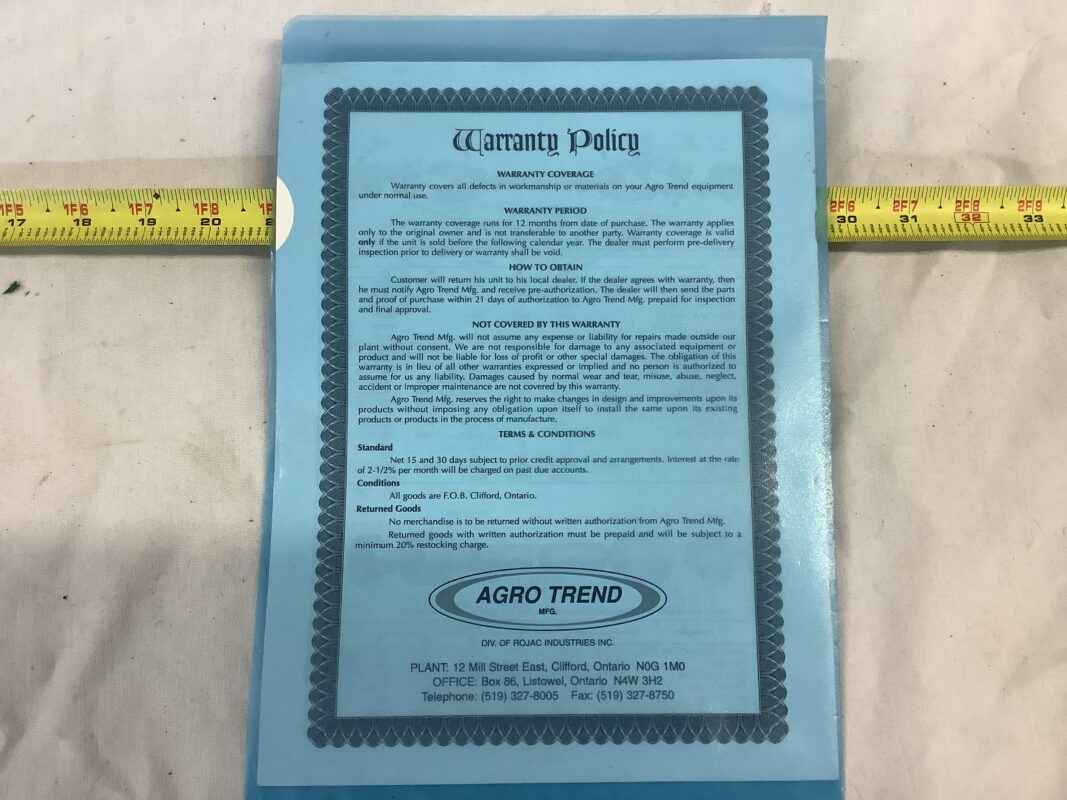 Warranty Policy
WARRANTY COVERAGE
Warranty covers all defects in workmanship or materials on your Agro Trend equipment
under normal use.
WARRANTY PERIOD
The warranty coverage runs for 12 months from date of purchase. The warranty applies
only to the original owner and is not transferable to another party. Warranty coverage is valid
only if the unit is sold before the following calendar year. The dealer must perform pre-delivery
inspection prior to delivery or warranty shall be void.
HOW TO OBTAIN
Customer will return his unit to his local dealer. If the dealer agrees with warranty, then
he must notify Agro Trend Mfg. and receive pre-authorization. The dealer will then send the parts
and proof of purchase within 21 days of authorization to Agro Trend Mfg. prepaid for inspection
and final approval.
NOT COVERED BY THIS WARRANTY
Agro Trend Mfg. will not assume any expense or liability for repairs made outside our
plant without consent. We are not responsible for damage to any associated equipment or
product and will not be liable for loss of profit or other special damages. The obligation of this
warranty is in lieu of all other warranties expressed or implied and no person is authorized to
assume for us any liability. Damages caused by normal wear and tear, misuse, abuse, neglect,
accident or improper maintenance are not covered by this warranty.
Agro Trend Mfg. reserves the right to make changes in design and improvements upon its
products without imposing any obligation upon itself to install the same upon its existing
products or products in the process of manufacture.
TERMS & CONDITIONS
Standard
Net 15 and 30 days subject to prior credit approval and arrangements. Interest at the rate
of 2-1/2% per month will be charged on past due accounts.
Conditions
All goods are F.O.B. Clifford, Ontario.
Returned Goods
No merchandise is to be returned without written authorization from Agro Trend Mfg.
Returned goods with written authorization must be prepaid and will be subject to a
minimum 20% restocking charge.
AGRO TREND
MFG.
DIV. OF ROJAC INDUSTRIES INC.
PLANT: 12 Mill Street East, Clifford, Ontario N0G 1M0
OFFICE: Box 86, Listowel, Ontario N4W 3H2
Telephone: (519) 327-8005 Fax: (519) 327-8750
1F5 1F6 1F7 1F8
17 18 19 20
2F6 2F7 2F8 2F9
30 31 32 33